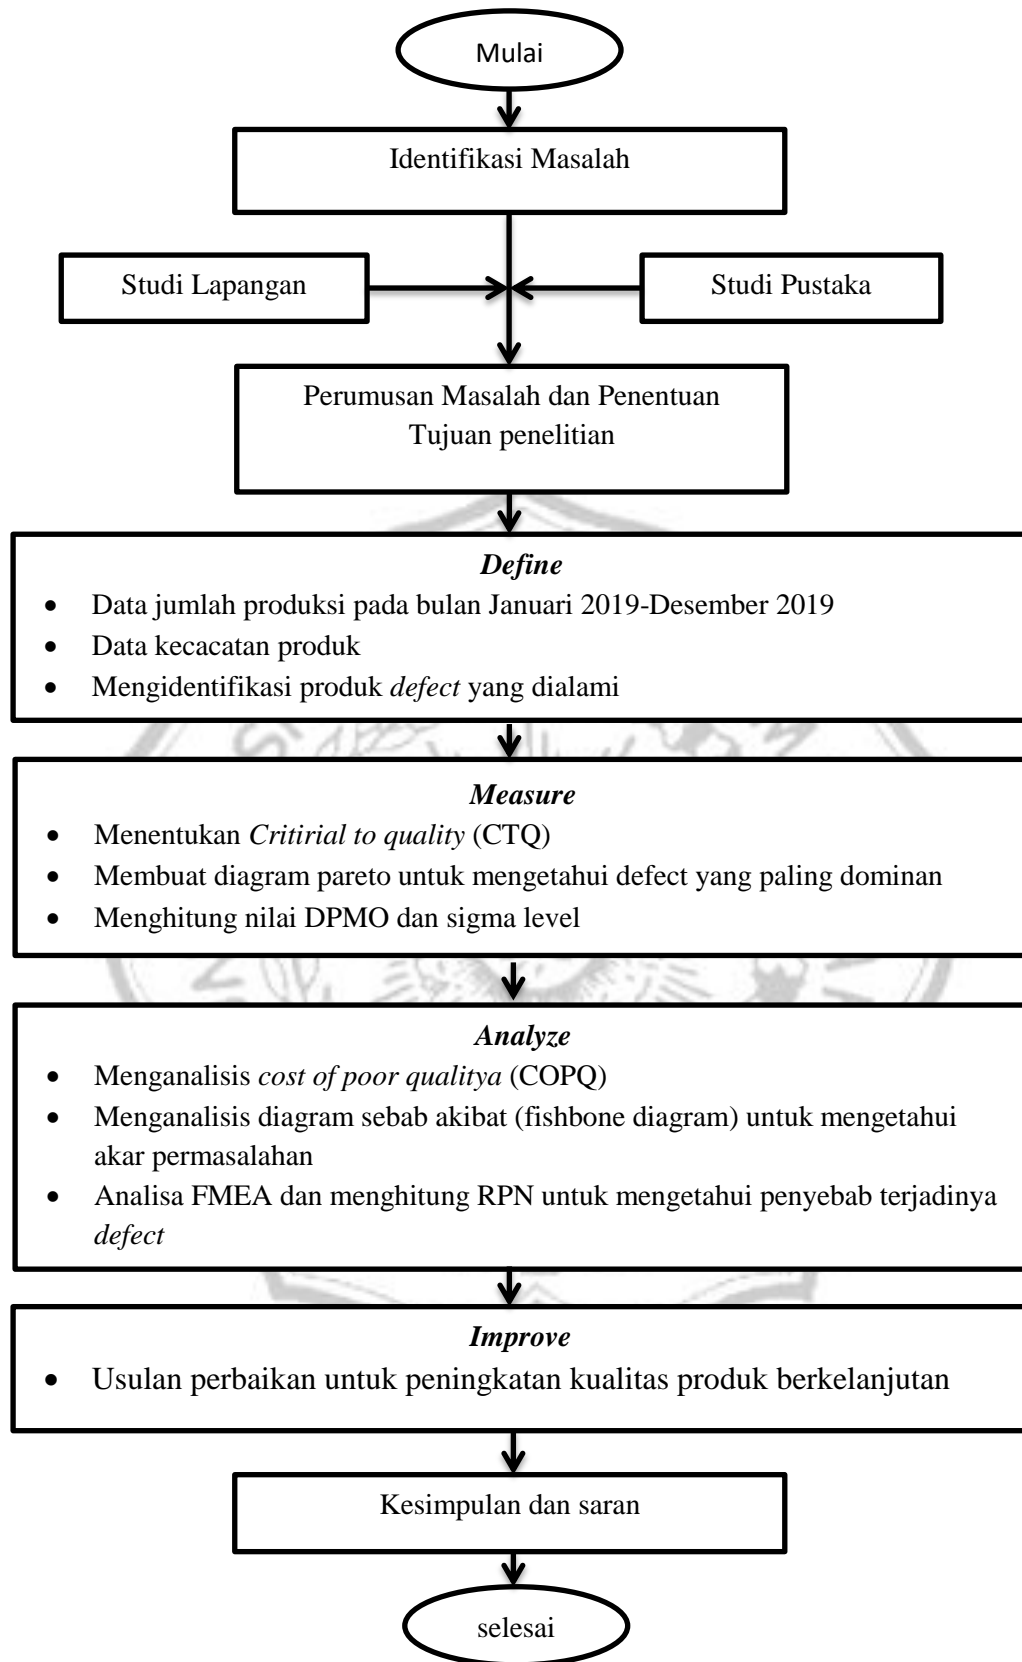 Mulai
Identifikasi Masalah
Studi Lapangan
Studi Pustaka
Perumusan Masalah dan Penentuan
Tujuan penelitian
Define
• Data jumlah produksi pada bulan Januari 2019-Desember 2019
• Data kecacatan produk
• Mengidentifikasi produk defect yang dialami
Measure
• Menentukan Critirial to quality (CTQ)
• Membuat diagram pareto untuk mengetahui defect yang paling dominan
• Menghitung nilai DPMO dan sigma level
Analyze
• Menganalisis cost of poor qualitya (COPQ)
• Menganalisis diagram sebab akibat (fishbone diagram) untuk mengetahui
akar permasalahan
• Analisa FMEA dan menghitung RPN untuk mengetahui penyebab terjadinya
defect
Improve
• Usulan perbaikan untuk peningkatan kualitas produk berkelanjutan
Kesimpulan dan saran
selesai